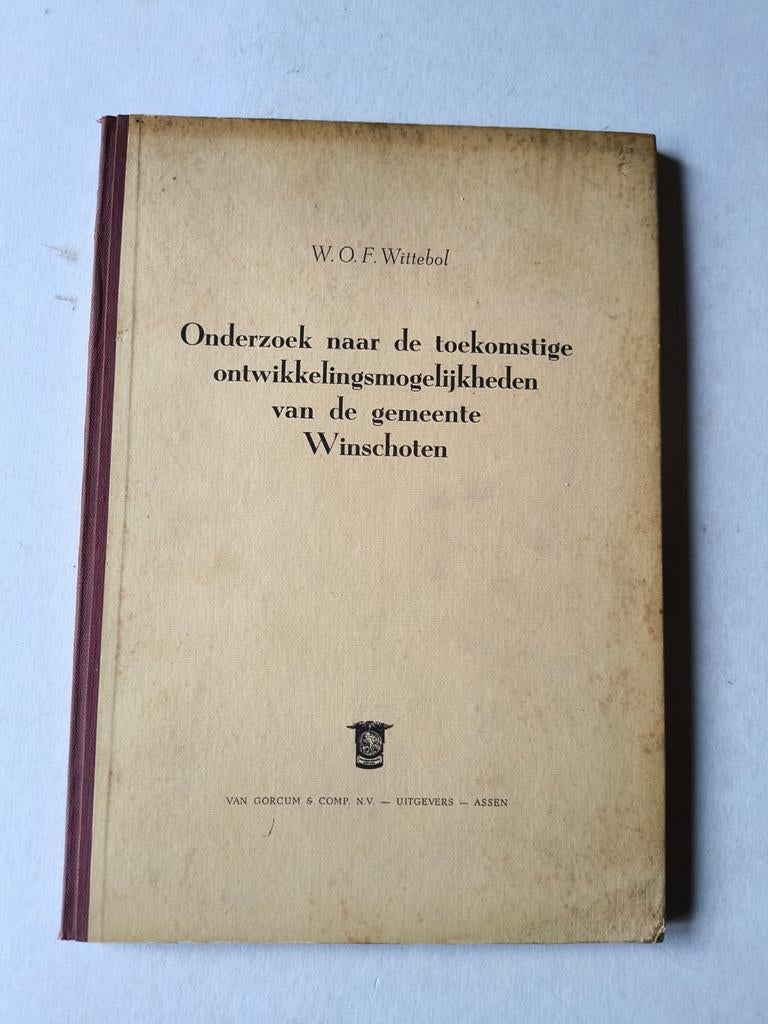 W. O. F. Wittebol
Onderzoek naar de toekomstige
ontwikkelingsmogelijkheden
van de gemeente
Winschoten
VAN GORCUM & COMP. N.V. — UITGEVERS — ASSEN